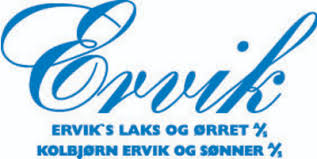 Ervik
ERVIK`S LAKS OG ØRRET A/S
KOLBJØRN ERVIK OG SØNNER A/S